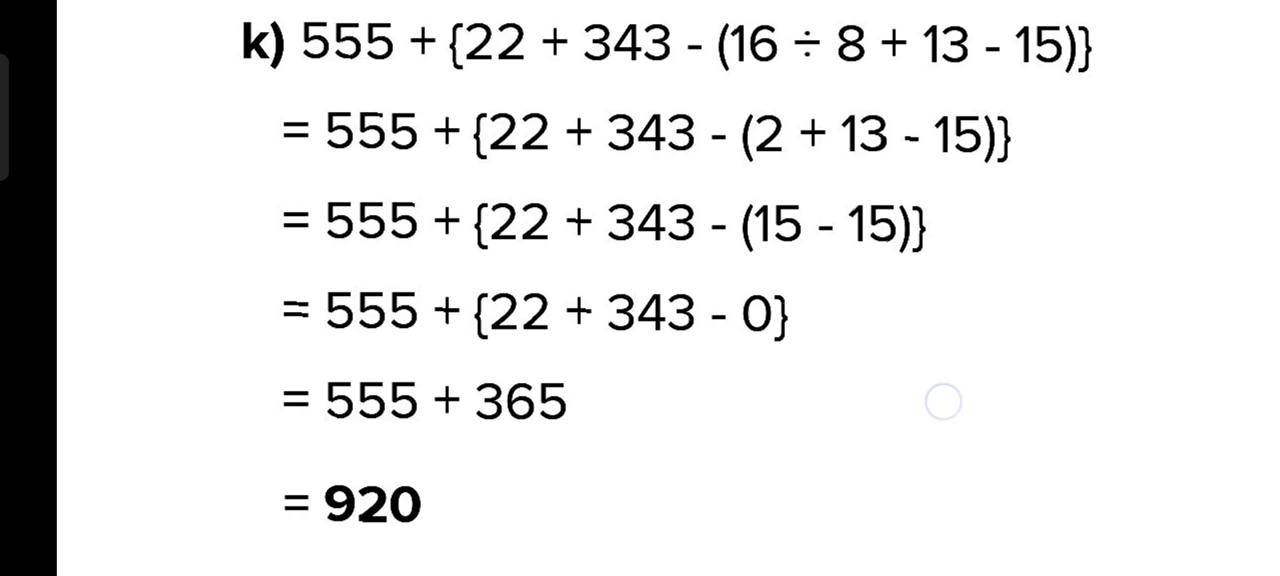 k) 555 + {22 + 343 - (16 ÷ 8 + 13 - 15)}
= 555 + {22 + 343 - (2 + 13 - 15)}
= 555 + {22 + 343 - (15 - 15)}
= 555 + {22 + 343 - 0}
= 555 + 365
= 920